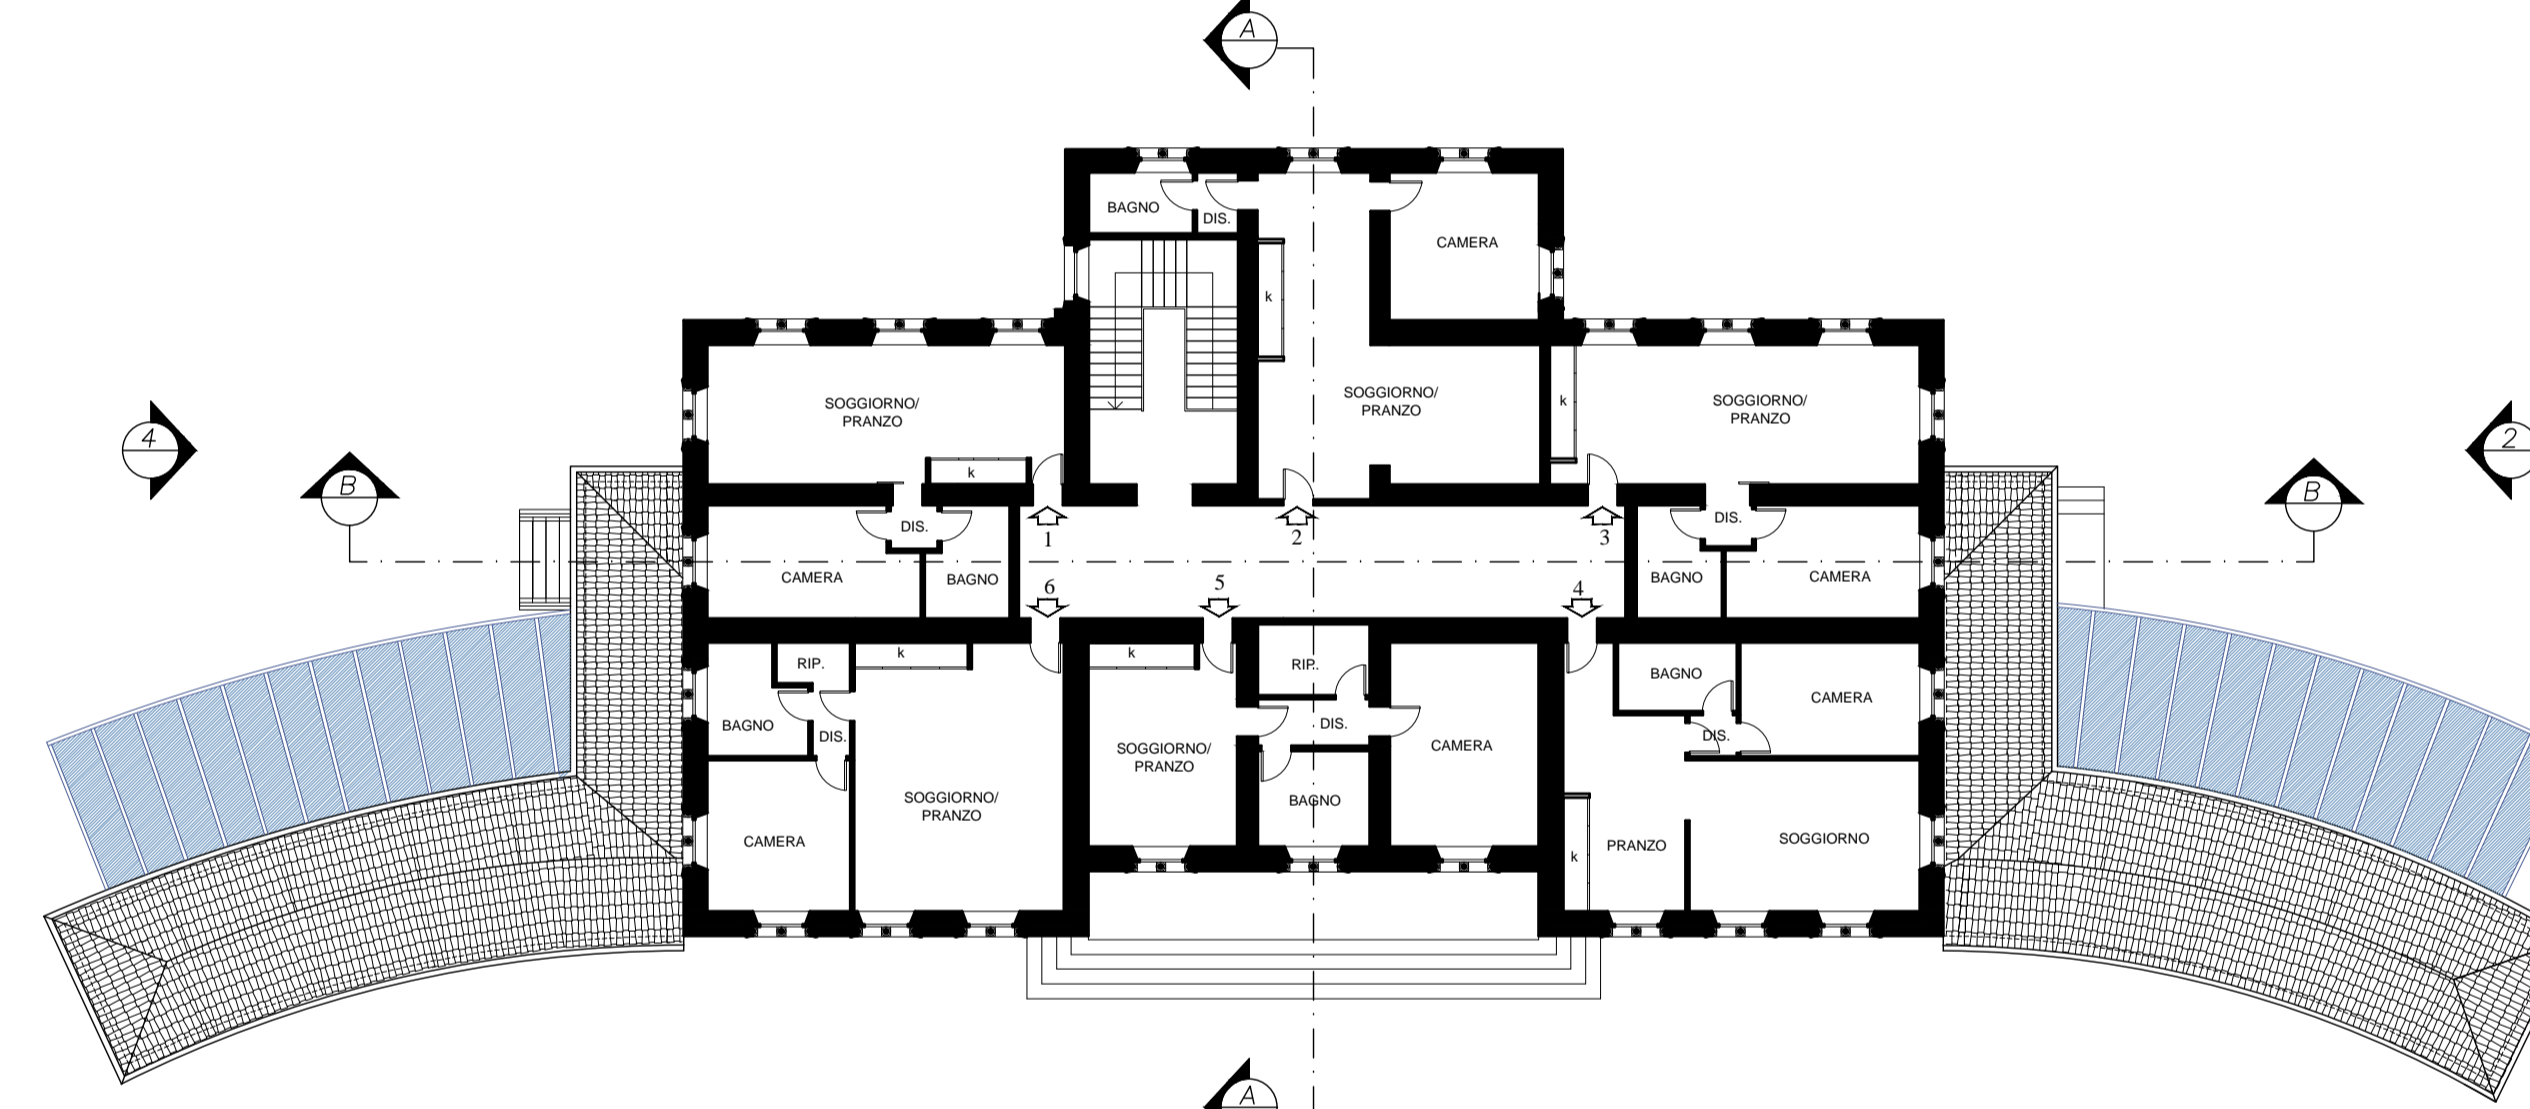 A
BAGNO
DIS.
CAMERA
k
SOGGIORNO/
PRANZO
k
SOGGIORNO/
PRANZO
k
SOGGIORNO/
PRANZO
4
2
B
B
DIS.
CAMERA
BAGNO
1
2
3
DIS.
BAGNO
CAMERA
6
5
4
RIP.
k
BAGNO
DIS.
CAMERA
SOGGIORNO/
PRANZO
k
SOGGIORNO/
PRANZO
RIP.
DIS.
BAGNO
CAMERA
BAGNO
CAMERA
DIS.
k
PRANZO
SOGGIORNO
A